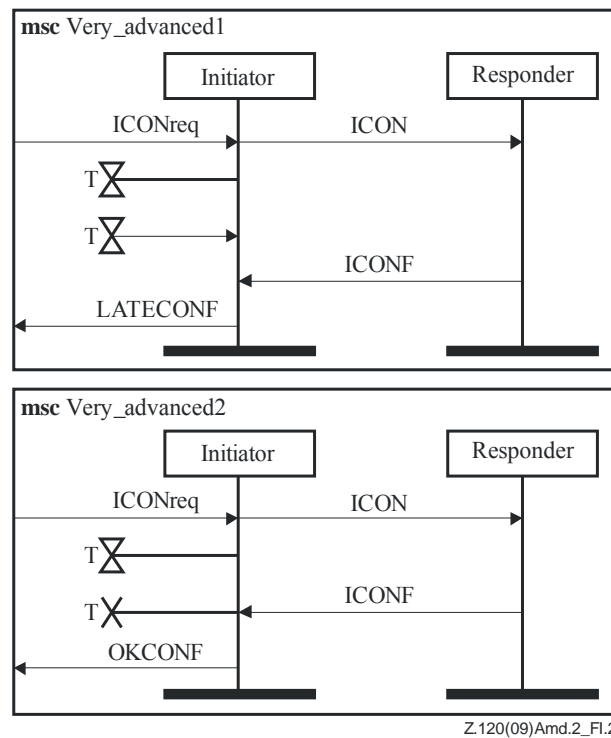 msc Very_advanced1
Initiator Responder
ICONreq ICON
T
T
ICONF
LATECONF
msc Very_advanced2
Initiator Responder
ICONreq ICON
T
T ICONF
OKCONF
Z.120(09)Amd.2_FI.2